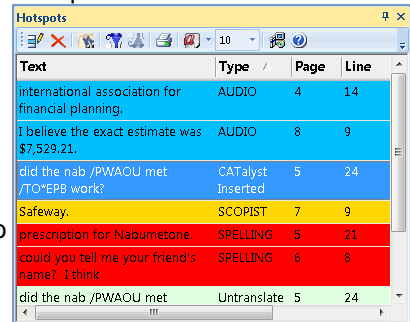 Hotspots
10
Text Type Page Line
international association for AUDIO 4 14
financial planning.
I believe the exact estimate was AUDIO 8 9
$7,529.21.
did the nab /PWAOU met CATalyst 5 24
/TO*EPB work? Inserted
Safeway. SCOPIST 7 9
prescription for Nabumetone. SPELLING 5 21
could you tell me your friend's SPELLING 6 8
name? I think
did the nab /PWAOU met Untranslate 5 24